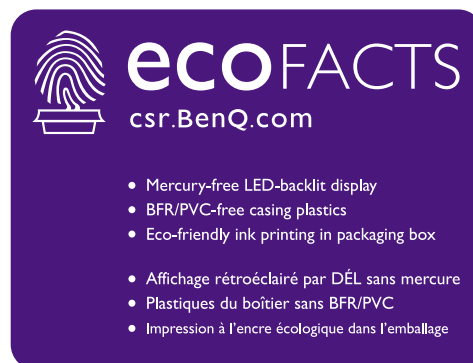 ecoFACTS
csr.BenQ.com
• Mercury-free LED-backlit display
• BFR/PVC-free casing plastics
• Eco-friendly ink printing in packaging box
• Affichage rétroéclairé par DÉL sans mercure
• Plastiques du boîtier sans BFR/PVC
• Impression à l'encre écologique dans l'emballage